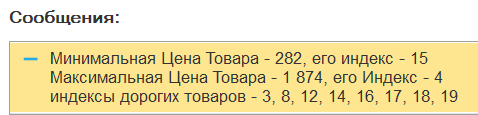 Сообщения:
Минимальная Цена Товара - 282, его индекс - 15
Максимальная Цена Товара - 1 874, его Индекс - 4
индексы дорогих товаров - 3, 8, 12, 14, 16, 17, 18, 19